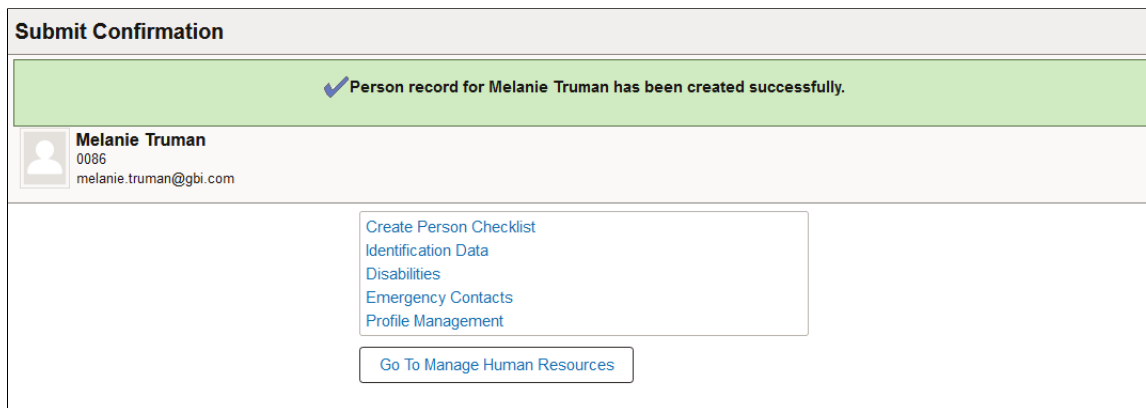 Submit Confirmation
Person record for Melanie Truman has been created successfully.
Melanie Truman
0086
melanie.truman@gbi.com
Create Person Checklist
Identification Data
Disabilities
Emergency Contacts
Profile Management
Go To Manage Human Resources